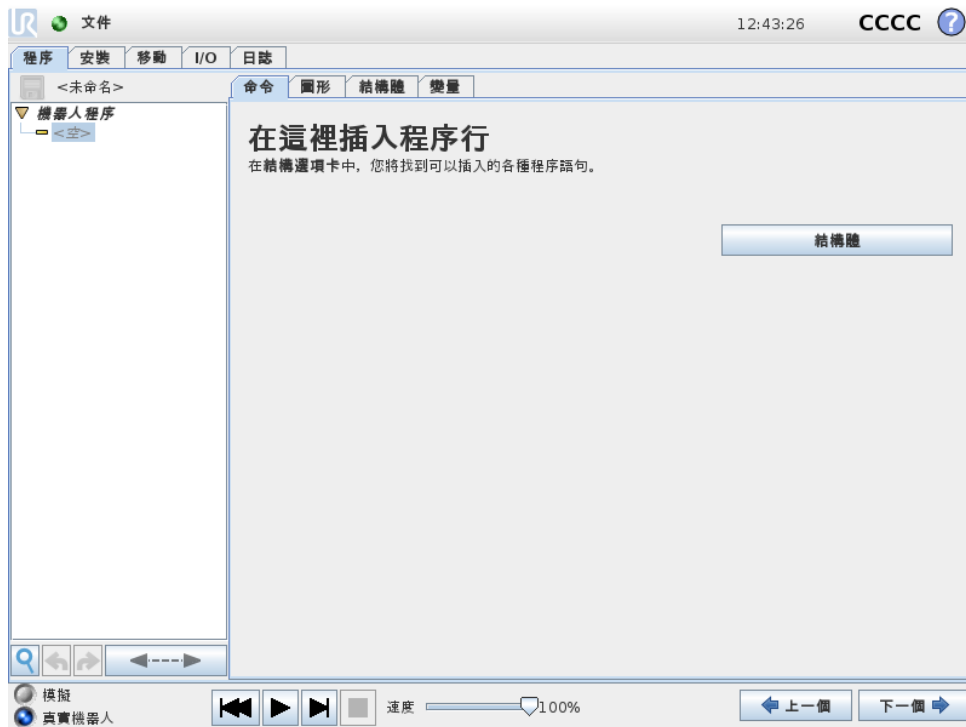 UR 文件 12:43:26 CCCC ?
程序 安裝 移動 I/O 日誌
<未命名> 命令 圖形 結構體 變量
機器人程序
<空>
在這裡插入程序行
在結構選項卡中，您將找到可以插入的各種程序語句。
結構體
模擬
真實機器人
速度 100% 上一個 下一個